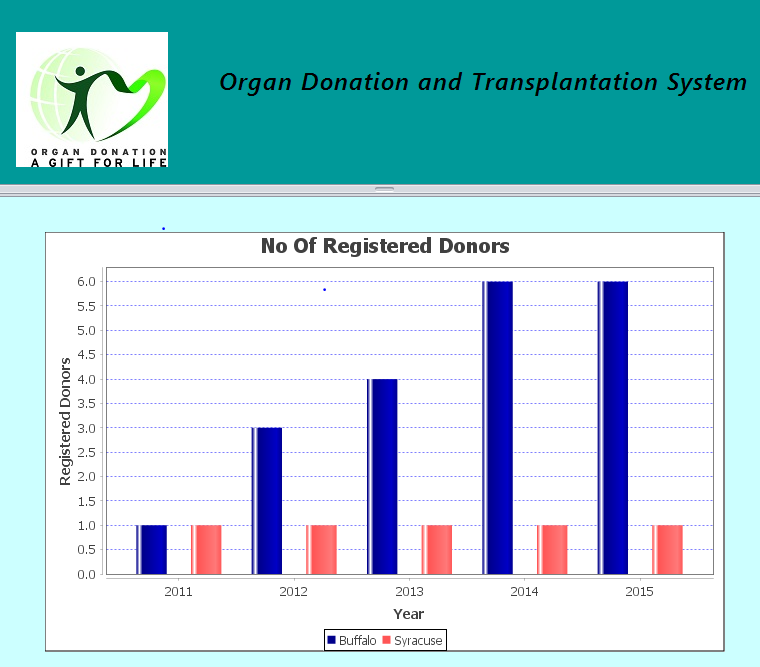 Organ Donation and Transplantation System
ORGAN DONATION
A GIFT FOR LIFE
No Of Registered Donors
Registered Donors
6.0
5.5
5.0
4.5
4.0
3.5
3.0
2.5
2.0
1.5
1.0
0.5
0.0
2011 2012 2013 2014 2015
Year
Buffalo Syracuse